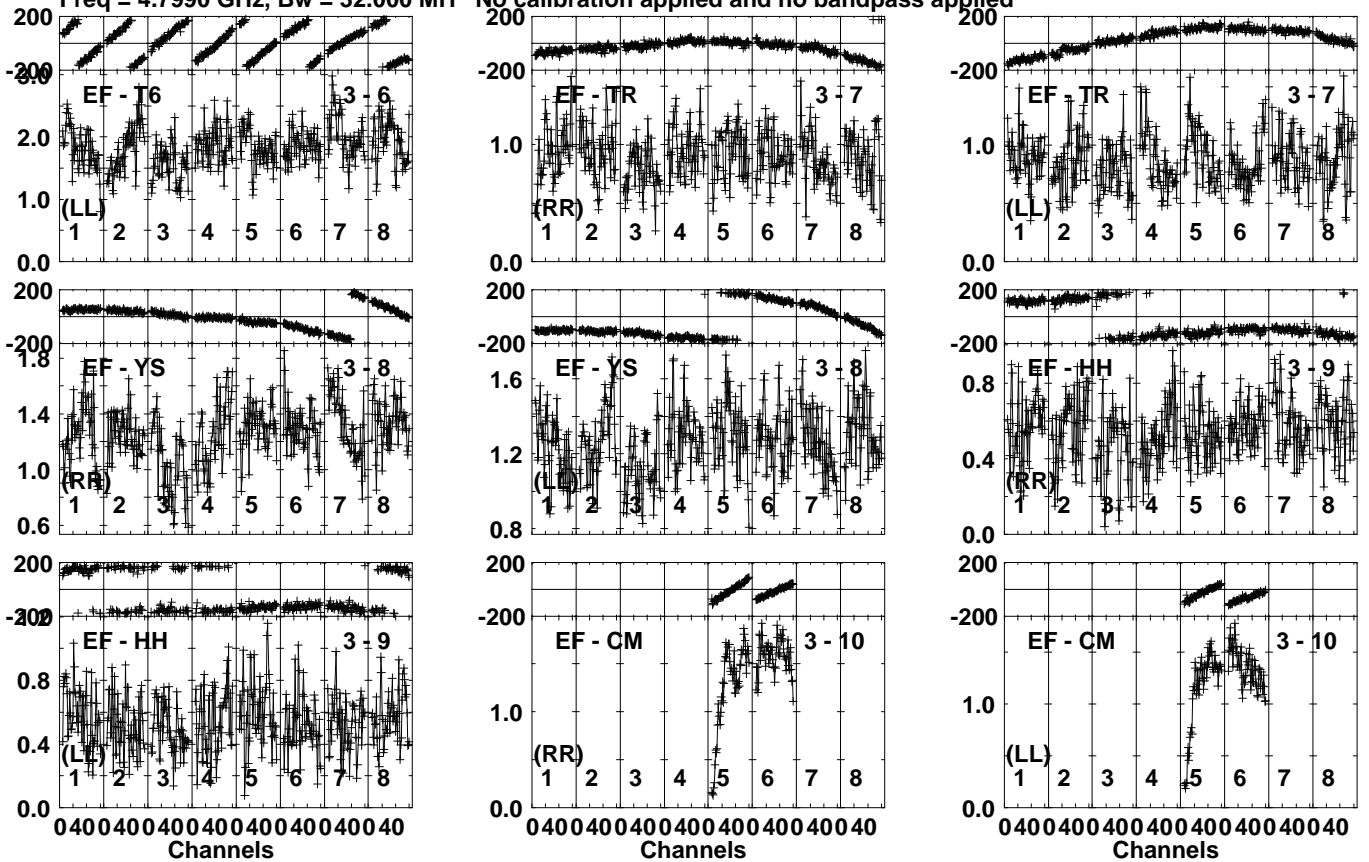 Freq = 4.7990 GHz, Bw = 32.000 MH No calibration applied and no bandpass applied
200 200 200
-200 -200 -200
3.0 EF - T6 3 - 6 EF - TR 3 - 7 EF - TR 3 - 7
2.0 1.0 1.0
1.0
(LL) (RR) (LL)
1 2 3 4 5 6 7 8 1 2 3 4 5 6 7 8 1 2 3 4 5 6 7 8
0.0 0.0 0.0
200 200 200
-200 -200 -200
1.8 EF - YS 3 - 8 EF - YS 3 - 8 EF - HH 3 - 9
1.6 0.8
1.4
1.2 0.4
1.0
(RR) (LL) (RR)
1 2 3 4 5 6 7 8 1 2 3 4 5 6 7 8 1 2 3 4 5 6 7 8
0.6 0.8 0.0
200 200 200
-200 -200 -200
1.2 EF - HH 3 - 9 EF - CM 3 - 10 EF - CM 3 - 10
0.8 1.0 1.0
0.4
(LL) (RR) (LL)
1 2 3 4 5 6 7 8 1 2 3 4 5 6 7 8 1 2 3 4 5 6 7 8
0.0 0.0 0.0
0 40 0 40 0 40 0 40 0 40 0 40 0 40 0 40 0 40 0 40 0 40 0 40 0 40 0 40 0 40 0 40 0 40 0 40 0 40 0 40 0 40 0 40 0 40 0 40
Channels Channels Channels